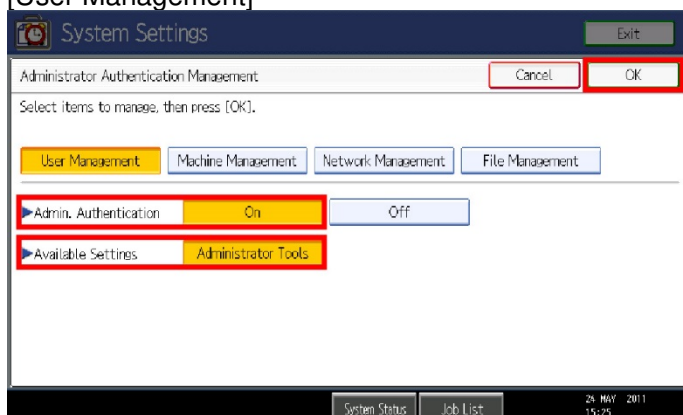 [User Management]
System Settings
Exit
Administrator Authentication Management
Cancel
OK
Select items to manage, then press [OK].
User Management
Machine Management
Network Management
File Management
▶Admin. Authentication
On
Off
▶Available Settings
Administrator Tools
System Status
Job List
24 MAY 2011
15:25